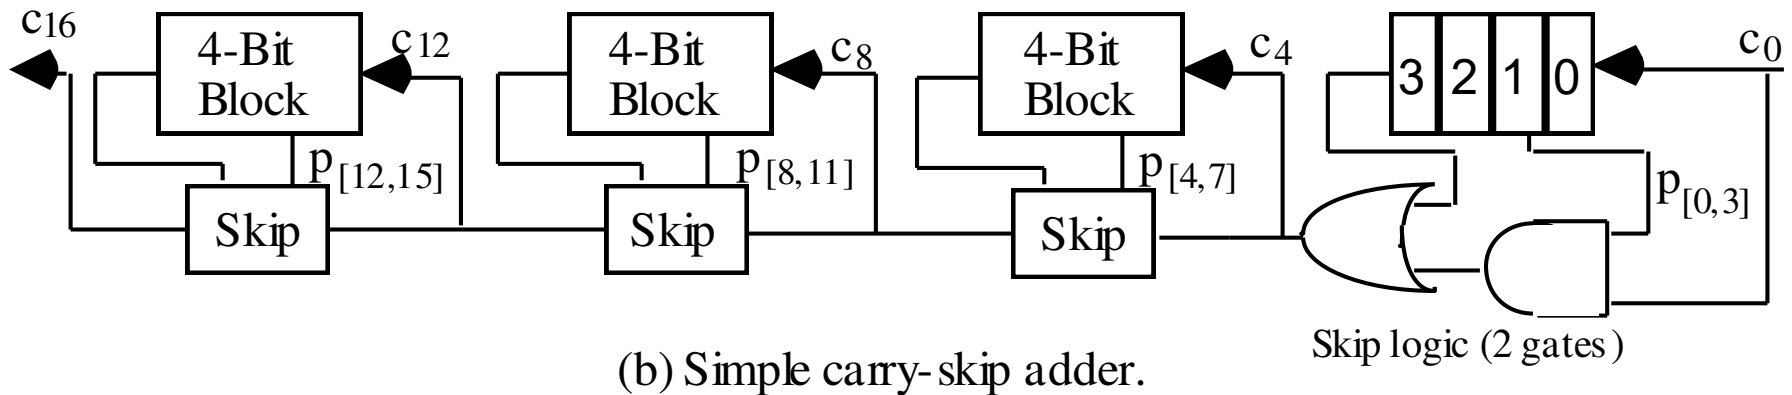 c16
4-Bit
Block
c12
p[12,15]
Skip
4-Bit
Block
c8
p[8,11]
Skip
4-Bit
Block
c4
p[4,7]
Skip
3 2 1 0
c0
p[0,3]
Skip logic (2 gates)
(b) Simple carry-skip adder.